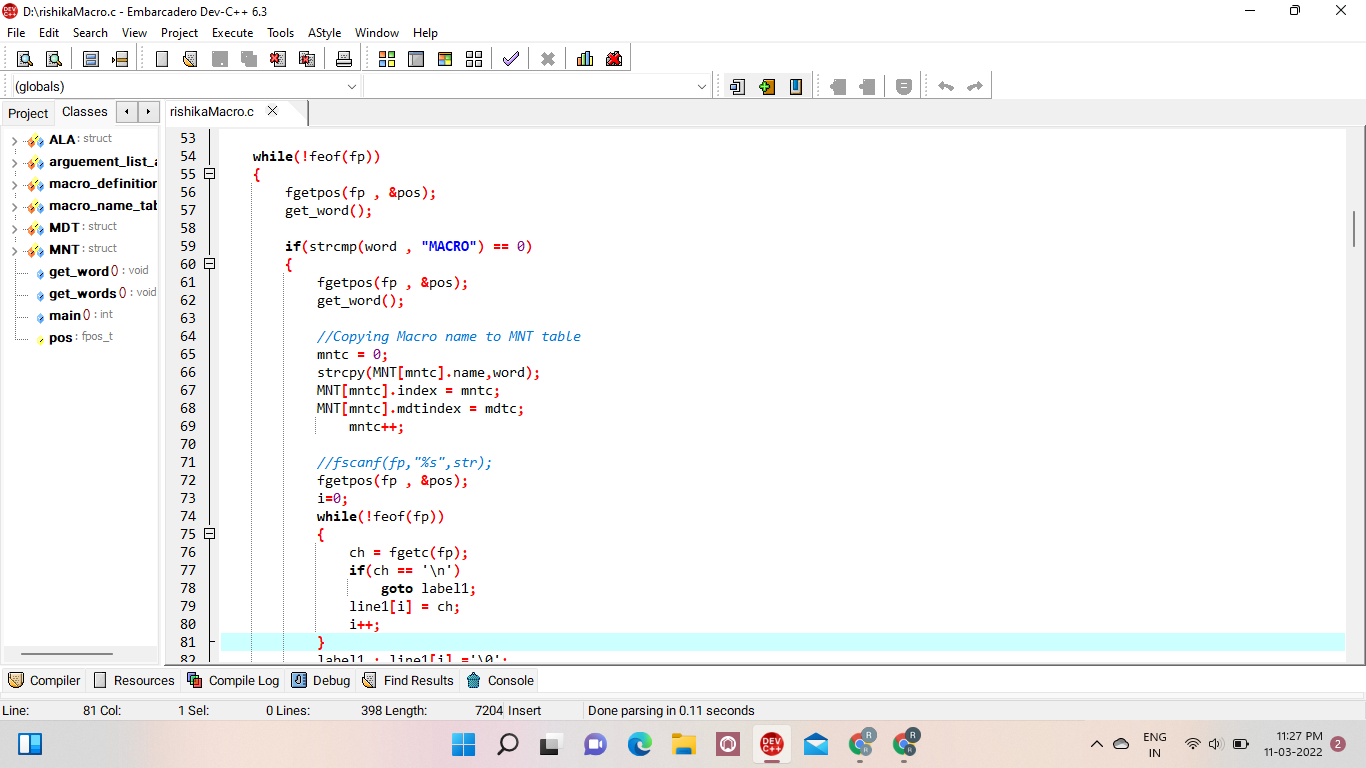 D:\rishikaMacro.c - Embarcadero Dev-C++ 6.3
File Edit Search View Project Execute Tools AStyle Window Help
(globals)
Project Classes rishikaMacro.c
ALA : struct
arguement_list_a
macro_definition
macro_name_tab
MDT : struct
MNT : struct
get_word() : void
get_words() : void
main() : int
pos : fpos_t
53
54 while(!feof(fp))
55 {
56 fgetpos(fp , &pos);
57 get_word();
58
59 if(strcmp(word , "MACRO") == 0)
60 {
61 fgetpos(fp , &pos);
62 get_word();
63
64 //Copying Macro name to MNT table
65 mntc = 0;
66 strcpy(MNT[mntc].name,word);
67 MNT[mntc].index = mntc;
68 MNT[mntc].mdtindex = mdtc;
69 mntc++;
70
71 //fscanf(fp,"%s",str);
72 fgetpos(fp , &pos);
73 i=0;
74 while(!feof(fp))
75 {
76 ch = fgetc(fp);
77 if(ch == '\n')
78 goto label1;
79 line1[i] = ch;
80 i++;
81 }
82 label1 : line1[i] ='\0';
Compiler Resources Compile Log Debug Find Results Console
Line: 81 Col: 1 Sel: 0 Lines: 398 Length: 7204 Insert Done parsing in 0.11 seconds
DEV C++
R
R
ENG
IN
11:27 PM
11-03-2022
2